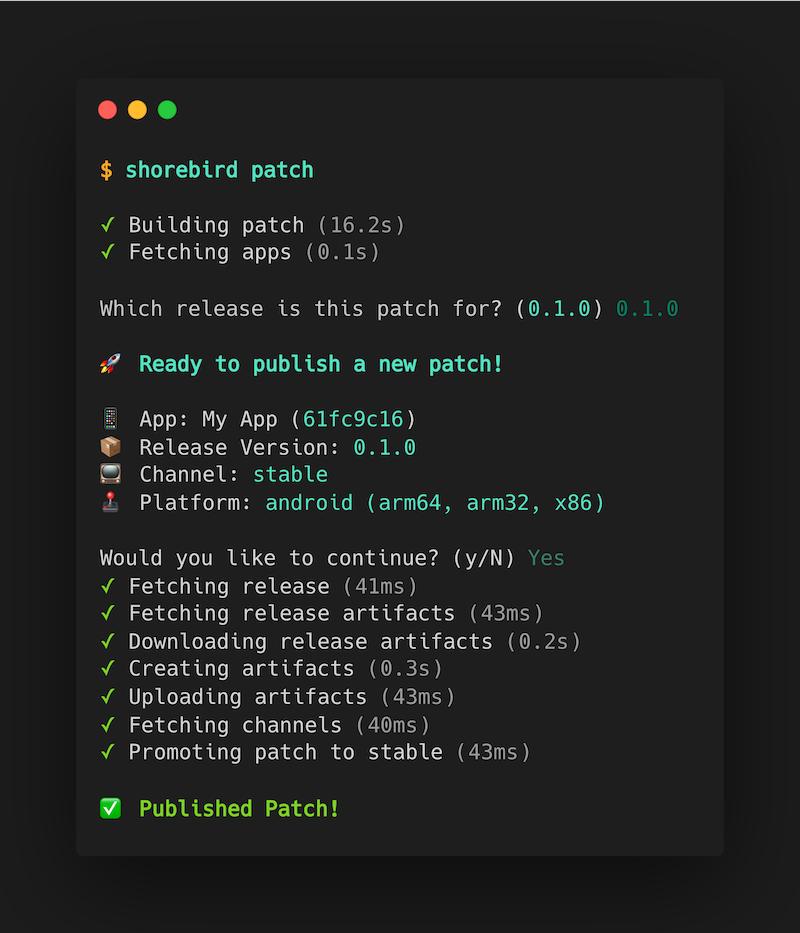 $ shorebird patch
✓ Building patch (16.2s)
✓ Fetching apps (0.1s)
Which release is this patch for? (0.1.0) 0.1.0
🚀 Ready to publish a new patch!
📱 App: My App (61fc9c16)
📦 Release Version: 0.1.0
📺 Channel: stable
🕹️ Platform: android (arm64, arm32, x86)
Would you like to continue? (y/N) Yes
✓ Fetching release (41ms)
✓ Fetching release artifacts (43ms)
✓ Downloading release artifacts (0.2s)
✓ Creating artifacts (0.3s)
✓ Uploading artifacts (43ms)
✓ Fetching channels (40ms)
✓ Promoting patch to stable (43ms)
✅ Published Patch!